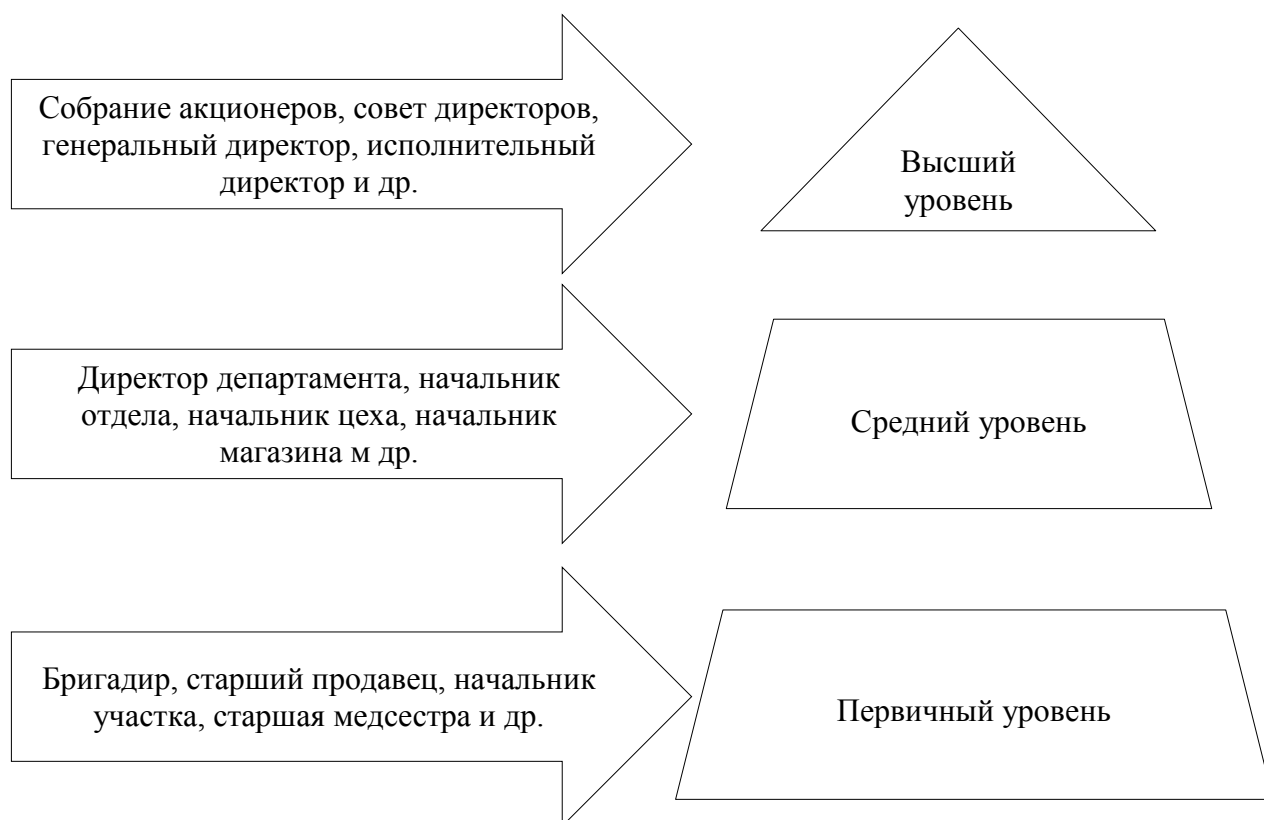 Собрание акционеров, совет директоров,
генеральный директор, исполнительный
директор и др.
Высший
уровень
Директор департамента, начальник
отдела, начальник цеха, начальник
магазина м др.
Средний уровень
Бригадир, старший продавец, начальник
участка, старшая медсестра и др.
Первичный уровень